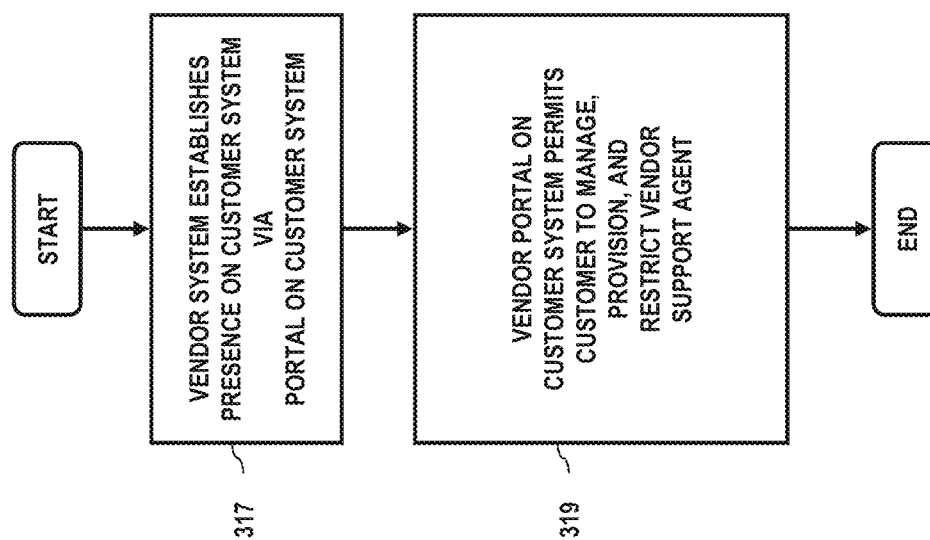 START
VENDOR SYSTEM ESTABLISHES
PRESENCE ON CUSTOMER SYSTEM
VIA
PORTAL ON CUSTOMER SYSTEM
317
VENDOR PORTAL ON
CUSTOMER SYSTEM PERMITS
CUSTOMER TO MANAGE,
PROVISION, AND
RESTRICT VENDOR
SUPPORT AGENT
319
END